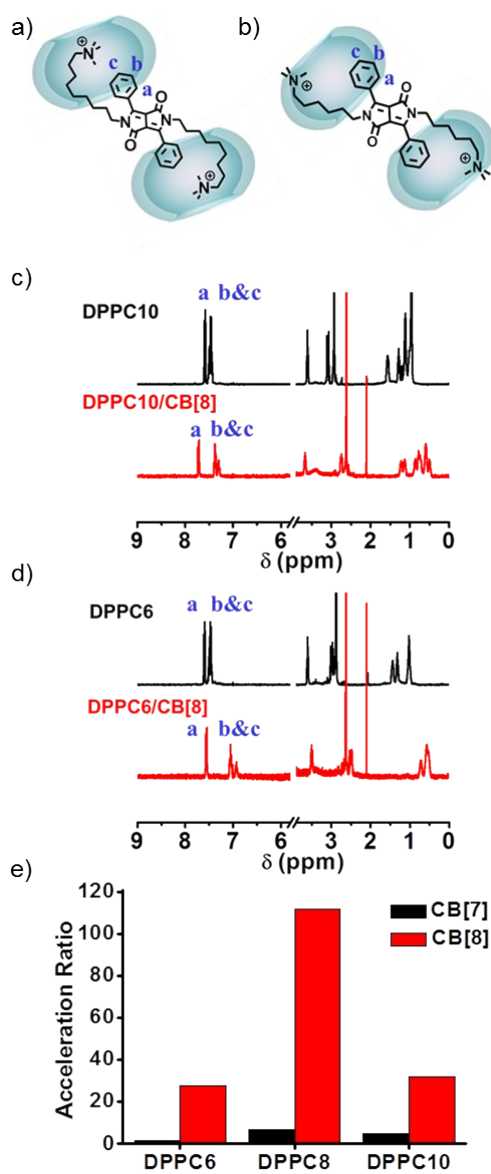 a)
b)
N
⊕
c b
a
O
N
N
O
N
⊕
N
⊕
c b
a
O
N
N
O
N
⊕
c)
a b&c
DPPC10
DPPC10/CB[8]
a b&c
9 8 7 6 3 2 1 0
δ (ppm)
d)
a b&c
DPPC6
DPPC6/CB[8]
a b&c
9 8 7 6 3 2 1 0
δ (ppm)
e)
120
100
80
60
40
20
0
Acceleration Ratio
CB[7]
CB[8]
DPPC6 DPPC8 DPPC10